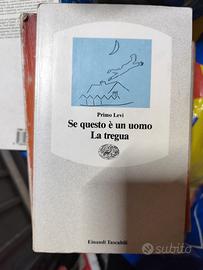 Primo Levi
Se questo è un uomo
La tregua
Einaudi Tascabili
subito